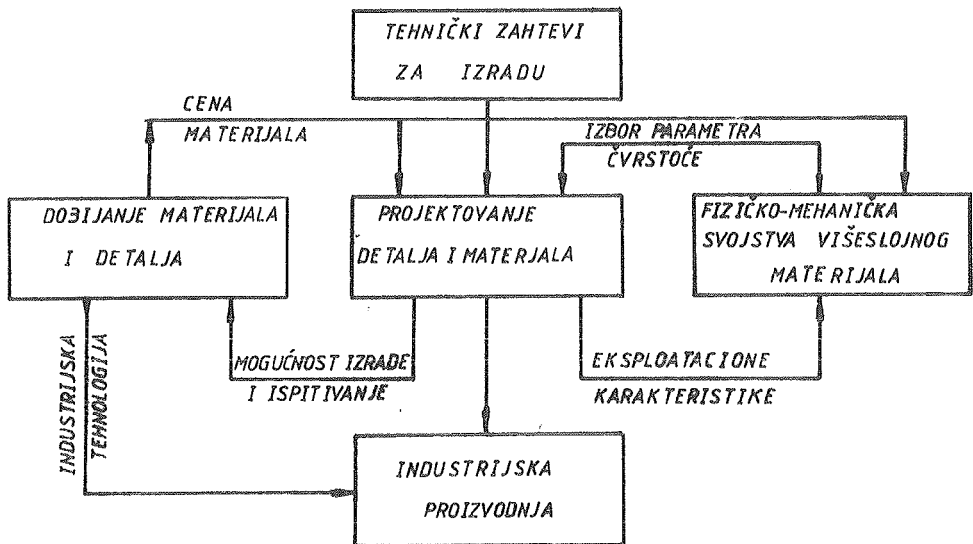 TEHNIČKI ZAHTEVI
ZA IZRADU
CENA
MATERIJALA
IZBOR PARAMETRA
ČVRSTOĆE
DOBIJANJE MATERIJALA
I DETALJA
PROJEKTOVANJE
DETALJA I MATERJALA
FIZIČKO-MEHANIČKA
SVOJSTVA VIŠESLOJNOG
MATERIJALA
INDUSTRIJSKA
TEHNOLOGIJA
MOGUĆNOST IZRADE
I ISPITIVANJE
EKSPLOATACIONE
KARAKTERISTIKE
INDUSTRIJSKA
PROIZVODNJA